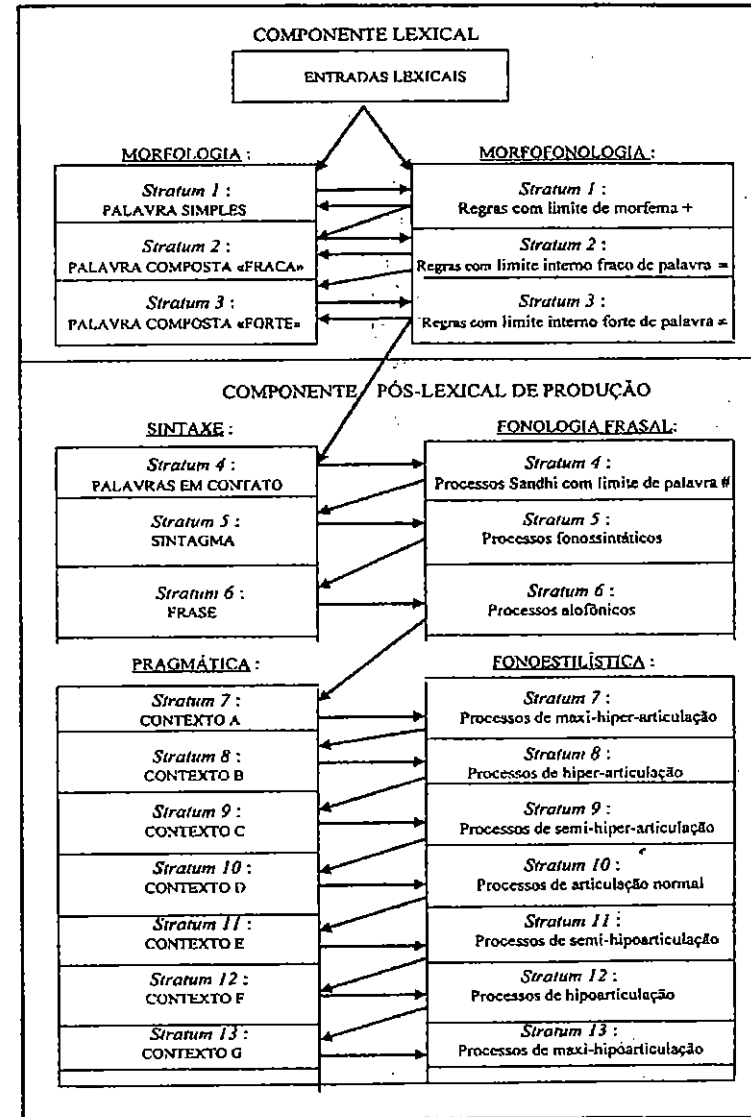 COMPONENTE LEXICAL
ENTRADAS LEXICAIS
MORFOLOGIA :
MORFOFONOLOGIA :
Stratum 1 :
PALAVRA SIMPLES
Stratum 1 :
Regras com limite de morfema +
Stratum 2 :
PALAVRA COMPOSTA «FRACA»
Stratum 2 :
Regras com limite interno fraco de palavra =
Stratum 3 :
PALAVRA COMPOSTA «FORTE»
Stratum 3 :
Regras com limite interno forte de palavra ≠
COMPONENTE PÓS-LEXICAL DE PRODUÇÃO
SINTAXE :
FONOLOGIA FRASAL:
Stratum 4 :
PALAVRAS EM CONTATO
Stratum 4 :
Processos Sandhi com limite de palavra #
Stratum 5 :
SINTAGMA
Stratum 5 :
Processos fonossintáticos
Stratum 6 :
FRASE
Stratum 6 :
Processos alofônicos
PRAGMÁTICA :
FONOESTILÍSTICA :
Stratum 7 :
CONTEXTO A
Stratum 7 :
Processos de maxi-hiper-articulação
Stratum 8 :
CONTEXTO B
Stratum 8 :
Processos de hiper-articulação
Stratum 9 :
CONTEXTO C
Stratum 9 :
Processos de semi-hiper-articulação
Stratum 10 :
CONTEXTO D
Stratum 10 :
Processos de articulação normal
Stratum 11 :
CONTEXTO E
Stratum 11 :
Processos de semi-hipoarticulação
Stratum 12 :
CONTEXTO F
Stratum 12 :
Processos de hipoarticulação
Stratum 13 :
CONTEXTO G
Stratum 13 :
Processos de maxi-hipoarticulação